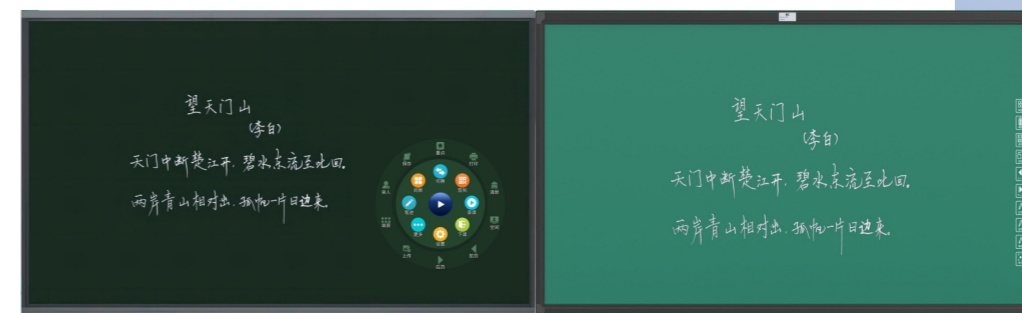 望天门山
(李白)
天门中断楚江开. 碧水东流至此回.
两岸青山相对出. 孤帆一片日边来.
望天门山
(李白)
天门中断楚江开. 碧水东流至此回.
两岸青山相对出. 孤帆一片日边来.